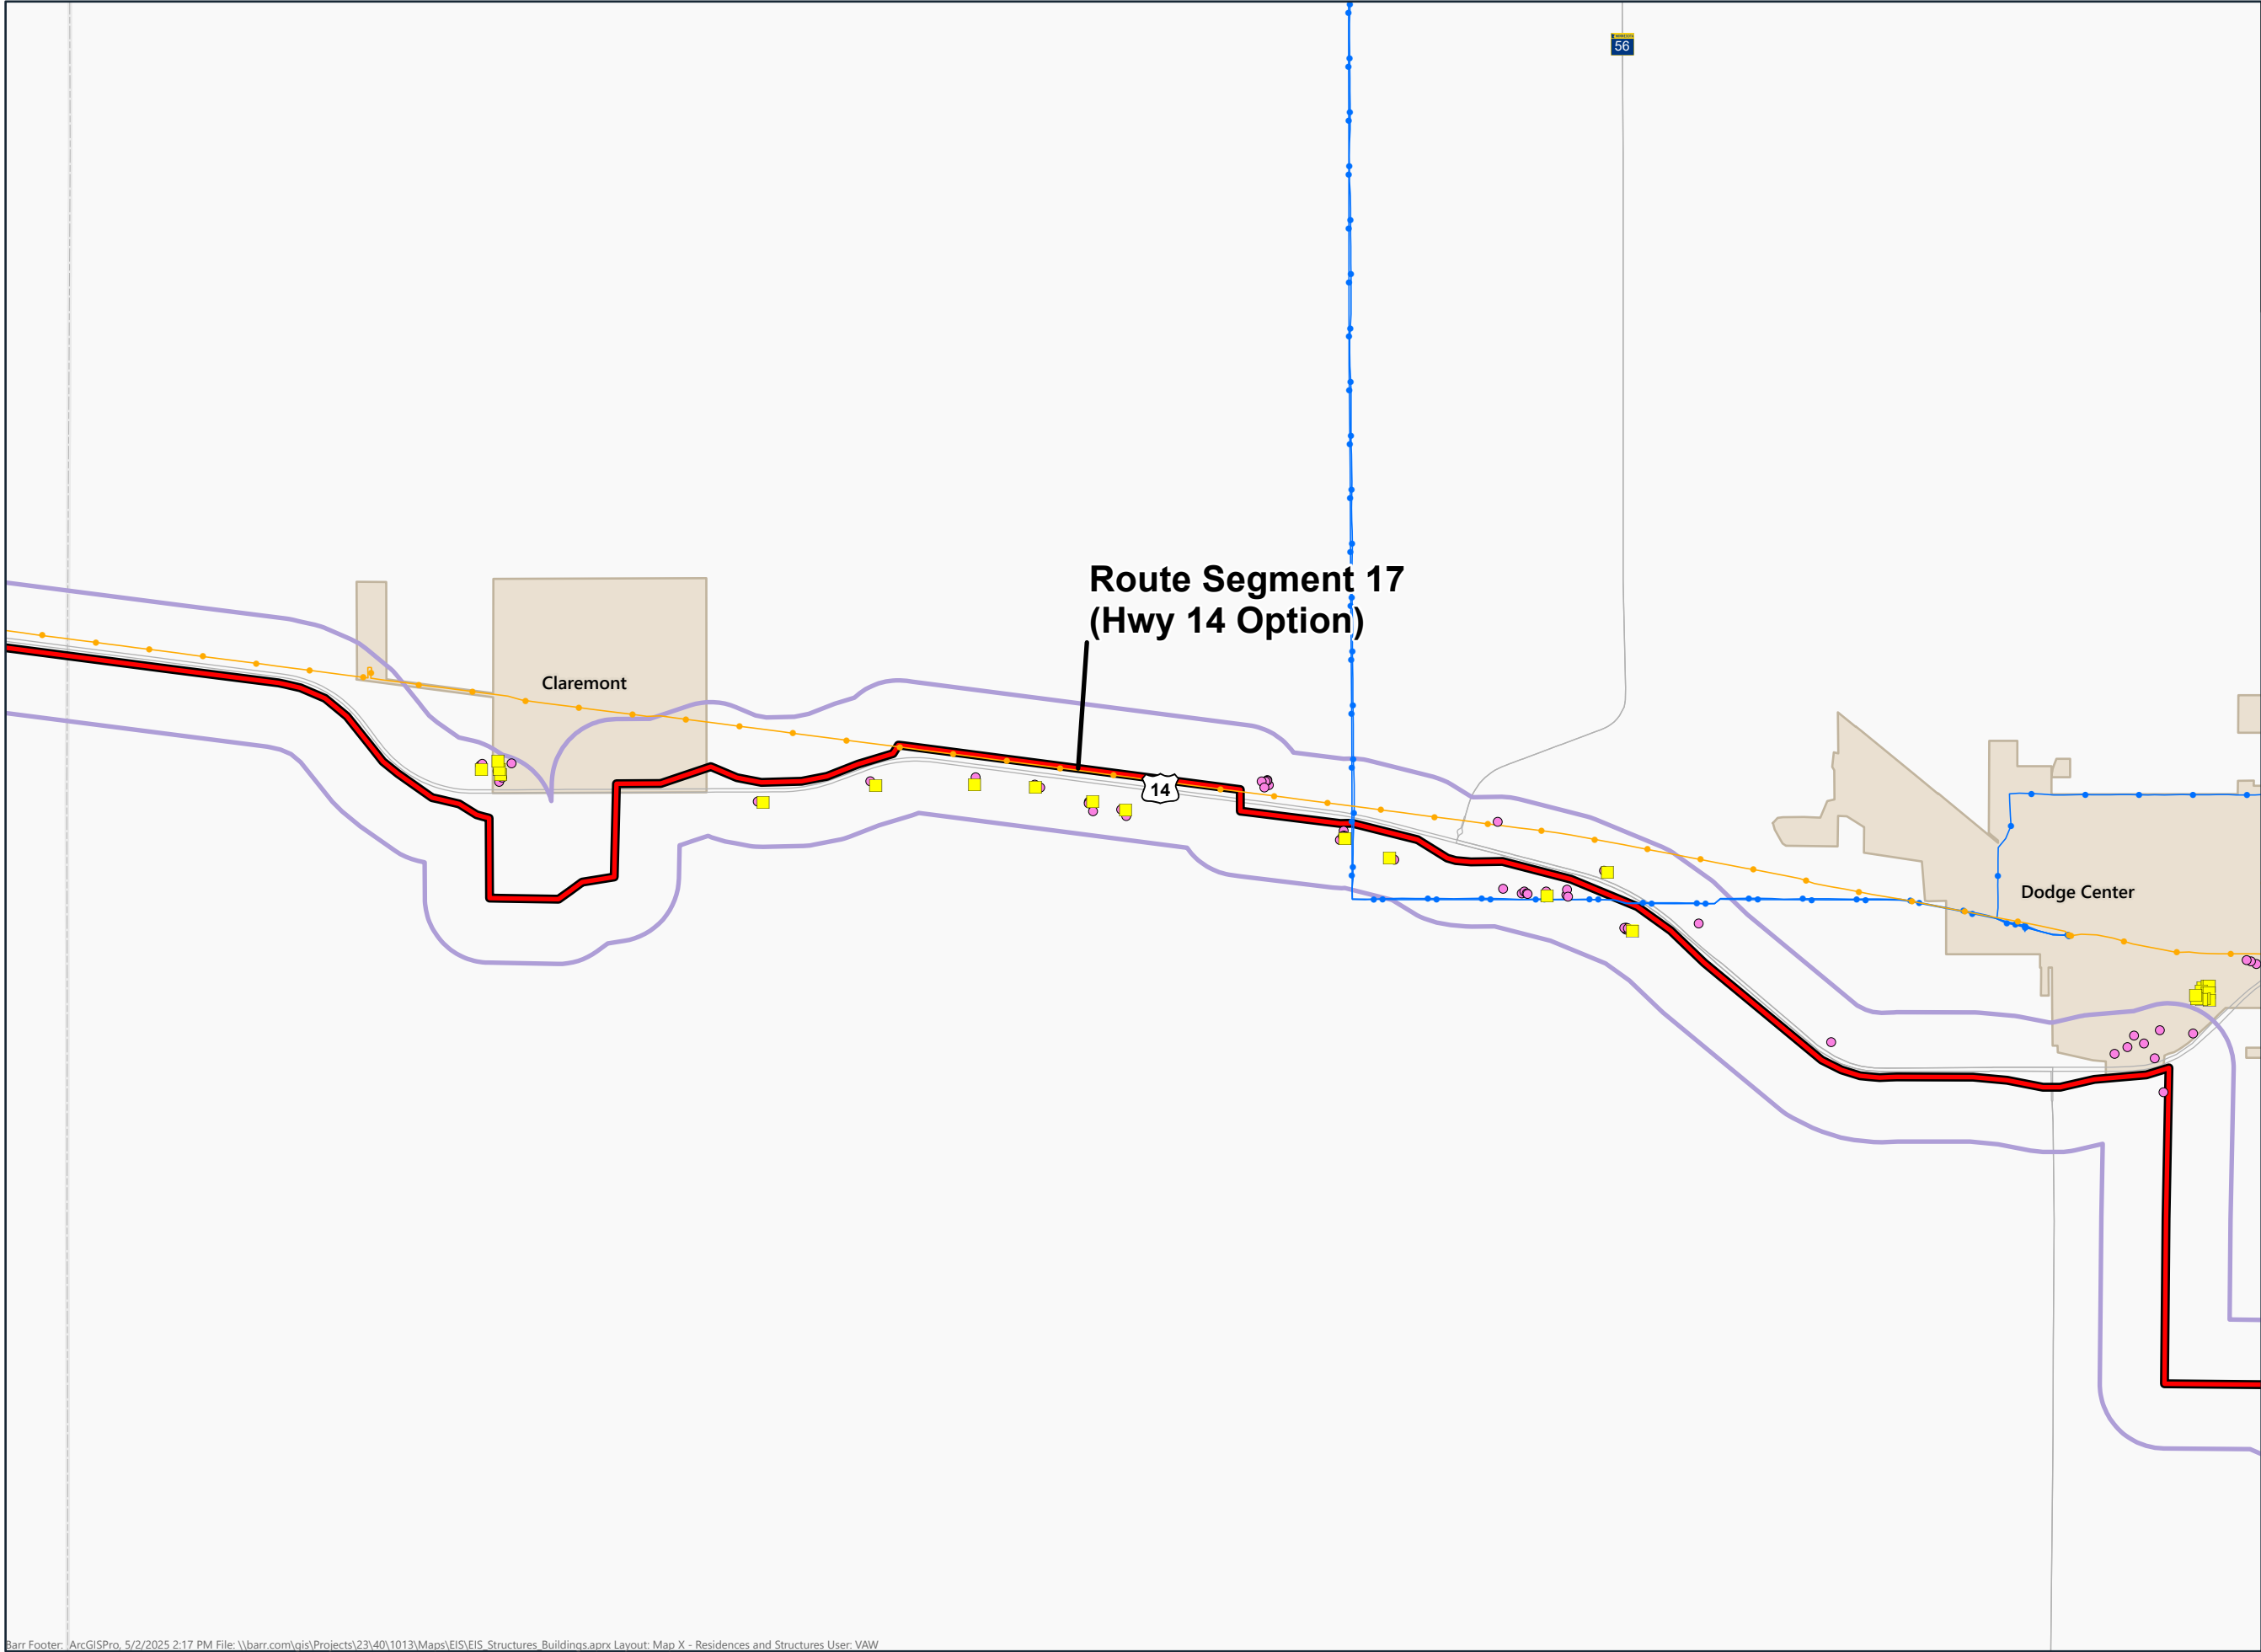 MINNESOTA
56
Route Segment 17
(Hwy 14 Option)
Claremont
14
Dodge Center
Barr Footer: ArcGISPro, 5/2/2025 2:17 PM File: \\barr.com\gis\Projects\23\40\1013\Maps\EIS\EIS_Structures_Buildings.aprx Layout: Map X - Residences and Structures User: VAW